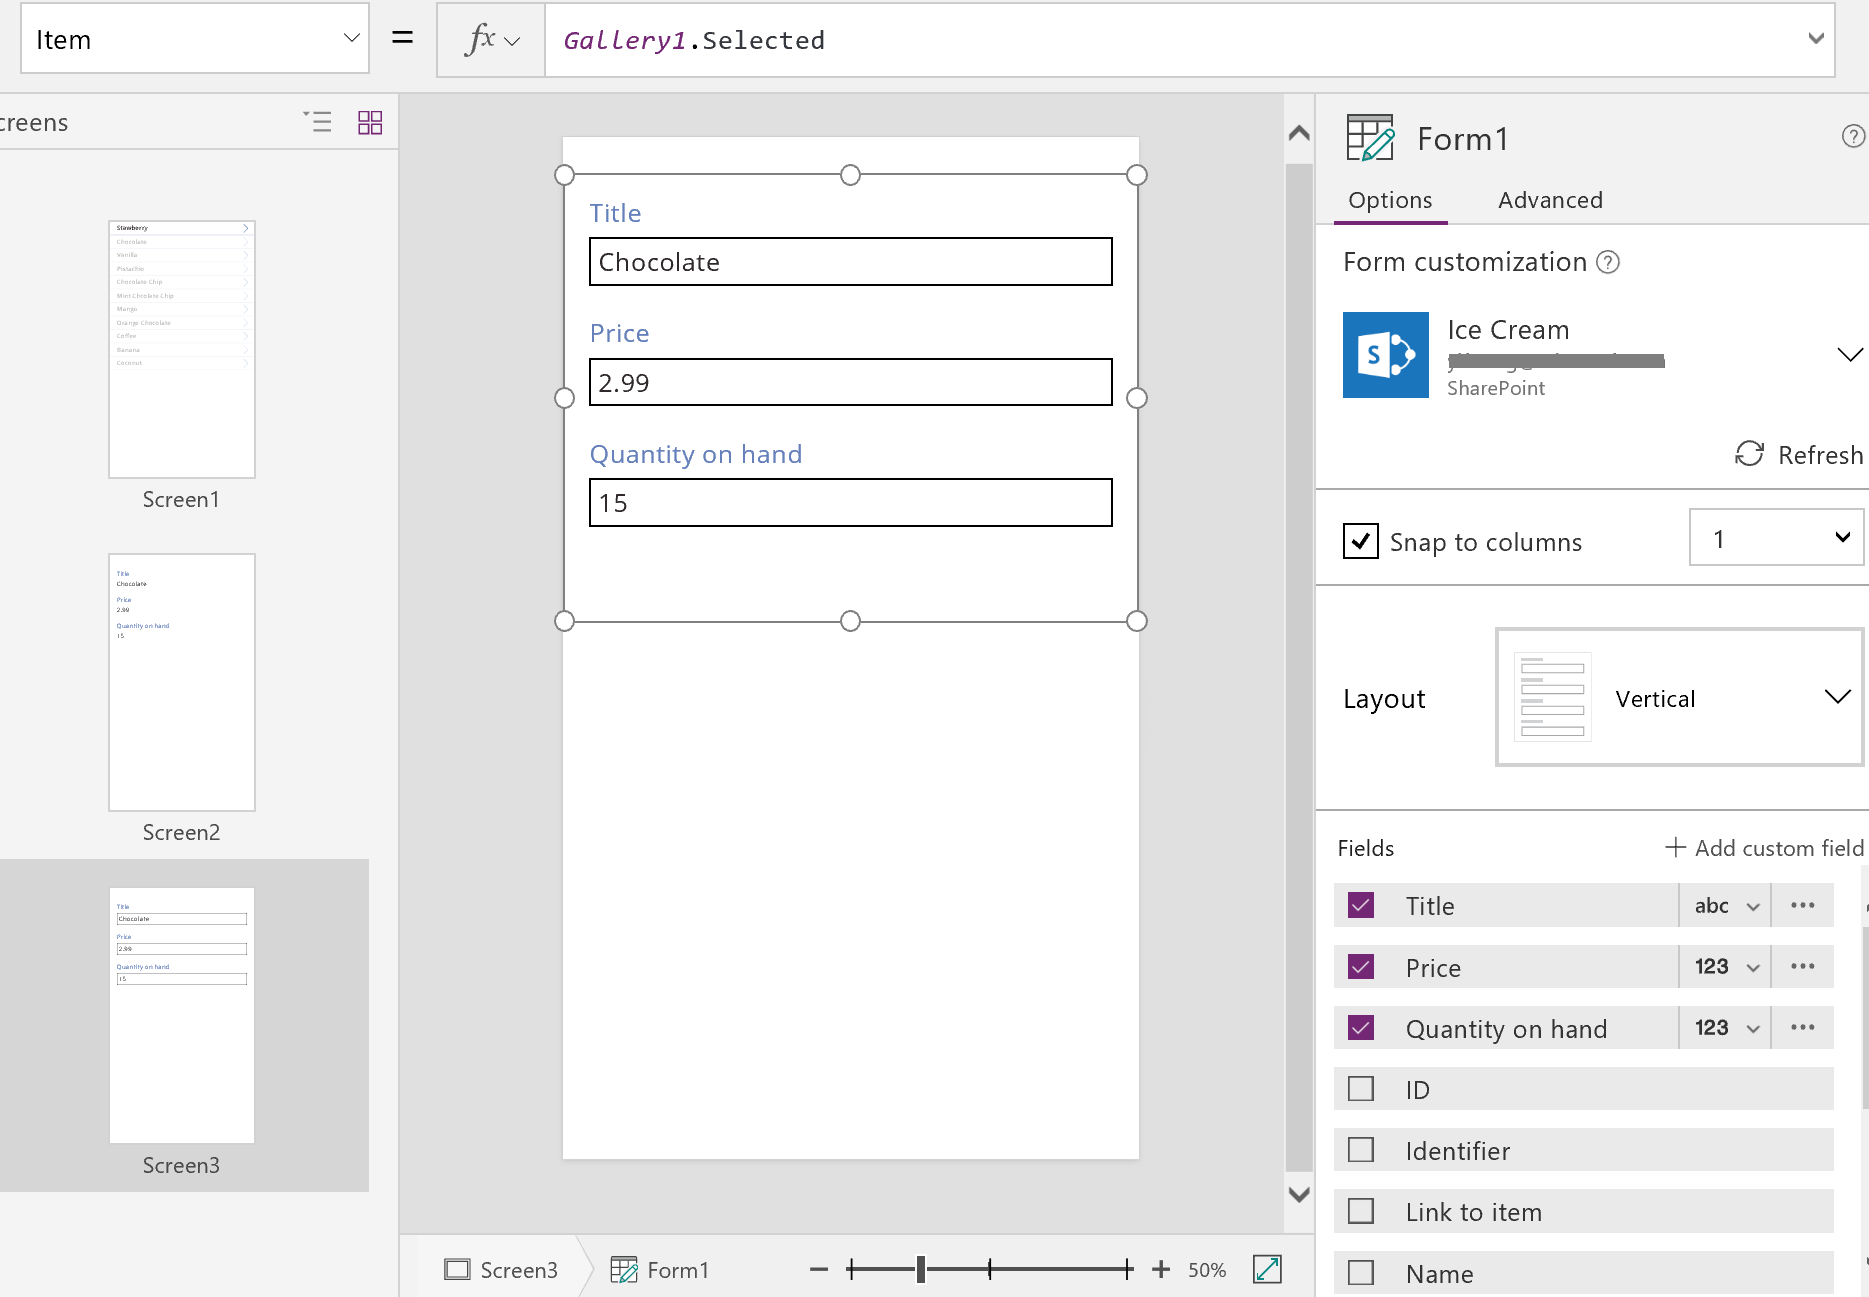 Item
=
fx
Gallery1.Selected
creens
Stawberry
Chocolate
Vanilla
Pistachio
Chocolate Chip
Mint Chrolate Chip
Mango
Orange Chocolate
Coffee
Banana
Coconut
Screen1
Title
Chocolate
Price
2.99
Quantity on hand
15
Screen2
Title
Chocolate
Price
2.99
Quantity on hand
15
Screen3
Title
Chocolate
Price
2.99
Quantity on hand
15
Screen3
Form1
50%
Form1
Options Advanced
Form customization ?
S
Ice Cream
SharePoint
Refresh
Snap to columns 1
Layout Vertical
Fields + Add custom field
Title abc ...
Price 123 ...
Quantity on hand 123 ...
ID
Identifier
Link to item
Name